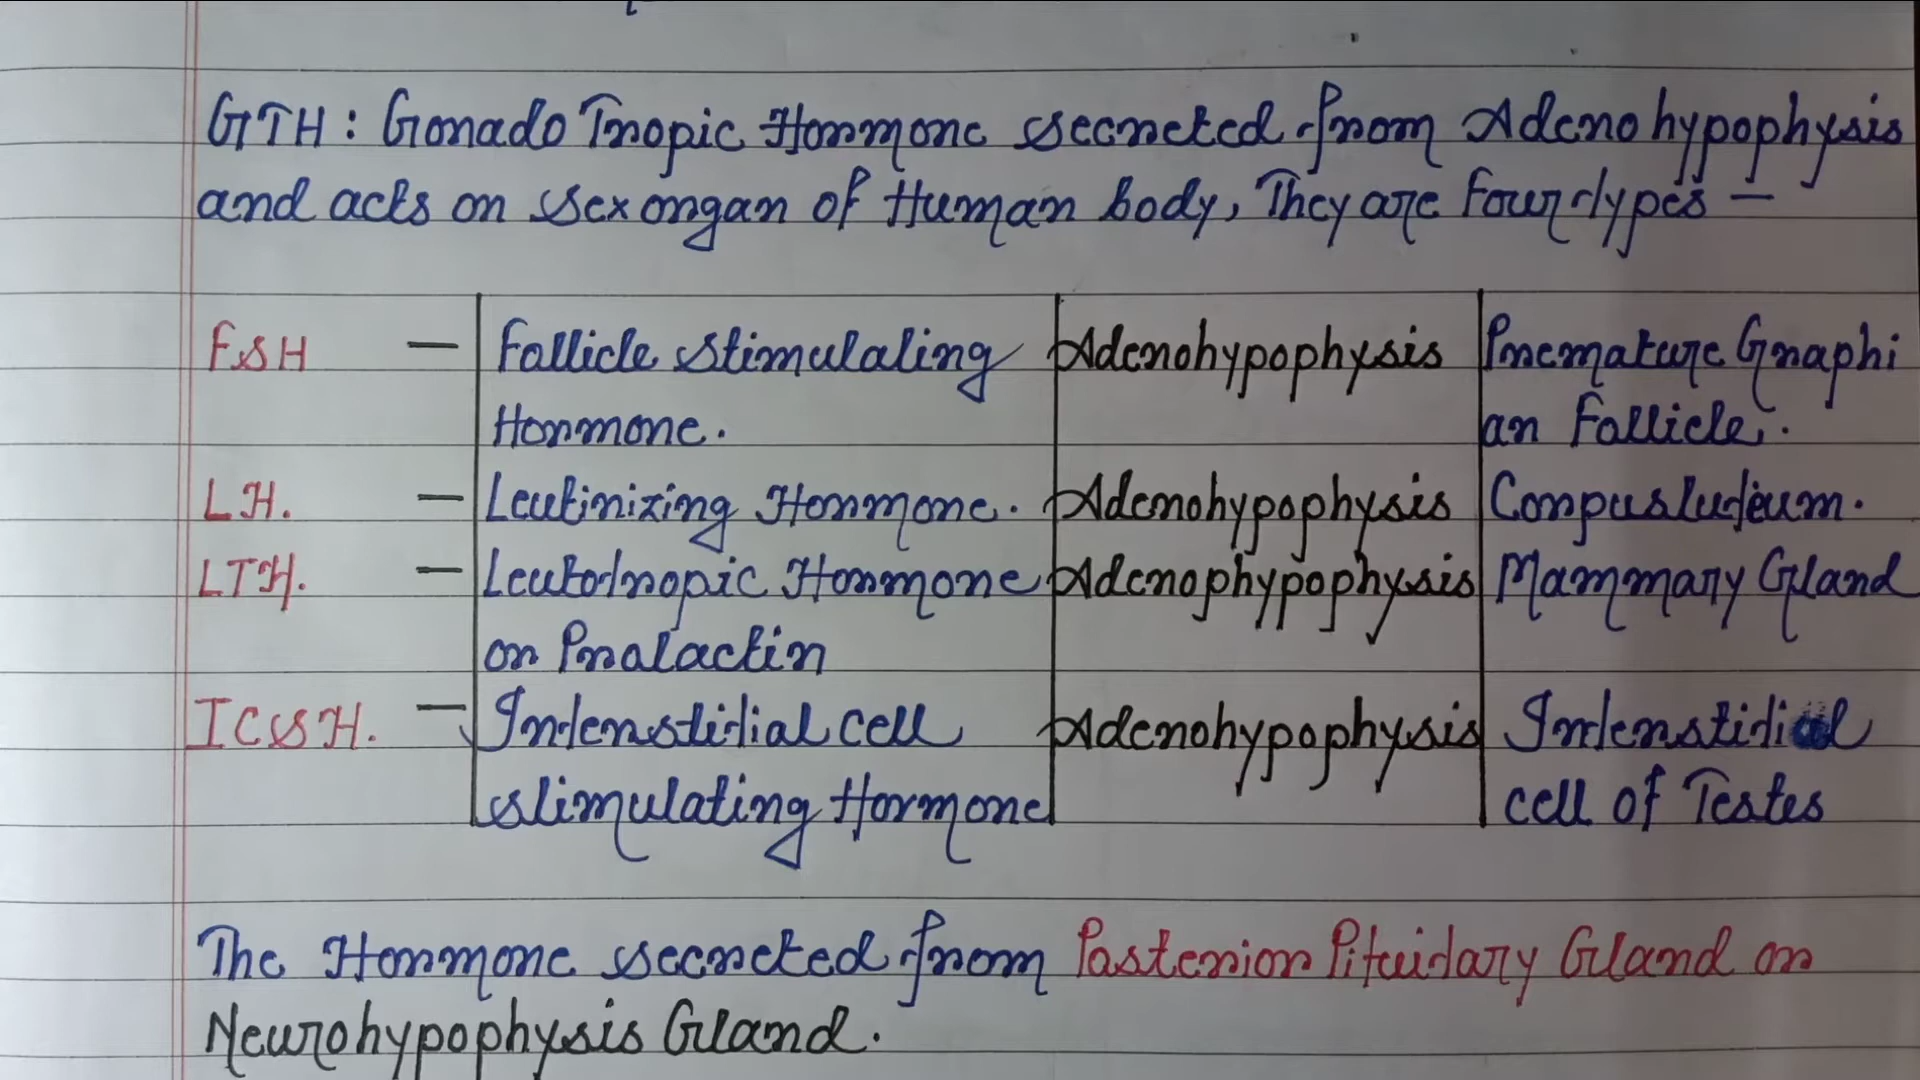 GTH : Gonado Tropic Hormone secreted from Adenohypophysis
and acts on Sex organ of Human body, They are Four types —
FSH — Follicle Stimulating Adenohypophysis Premature Graphi
Hormone. an Follicle.
L.H. — Leutinizing Hormone. Adenohypophysis Corpusluteum.
LTH. — Leutotropic Hormone Adenophypophysis Mammary Gland
or Prolactin
ICSH. — Interstitial cell Adenohypophysis Interstitial
stimulating Hormone cell of Testes
The Hormone secreted from Posterior Pituitary Gland or
Neurohypophysis Gland.